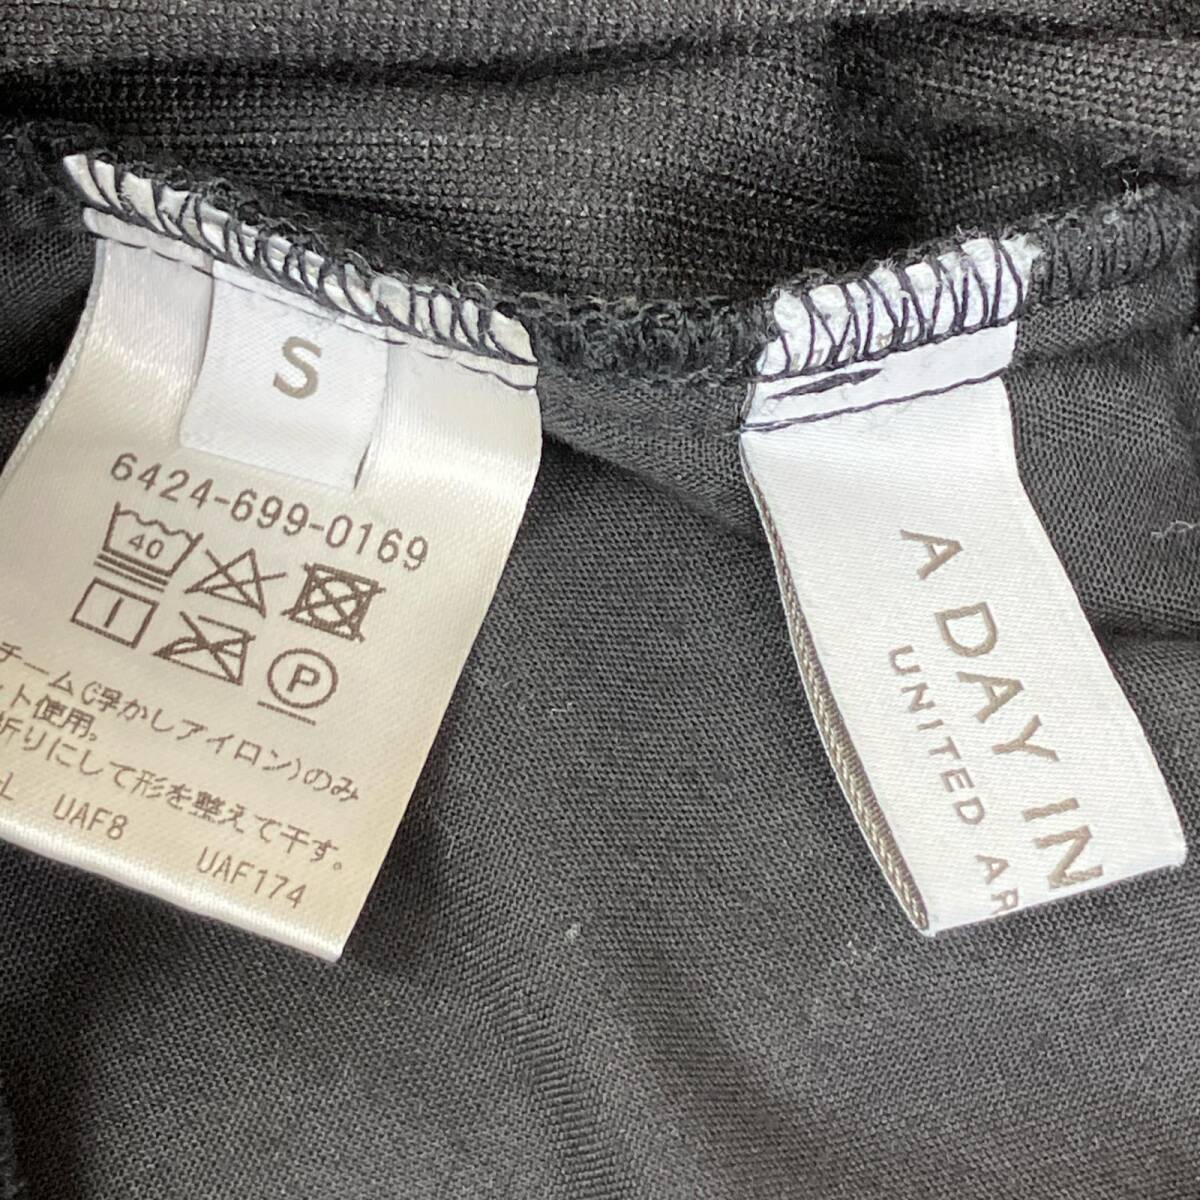 S
6424-699-0169
40
P
チーム(浮かしアイロン)のみ
ット使用。
折りにして形を整えて干す。
L UAF8 UAF174
A DAY IN
UNITED AR